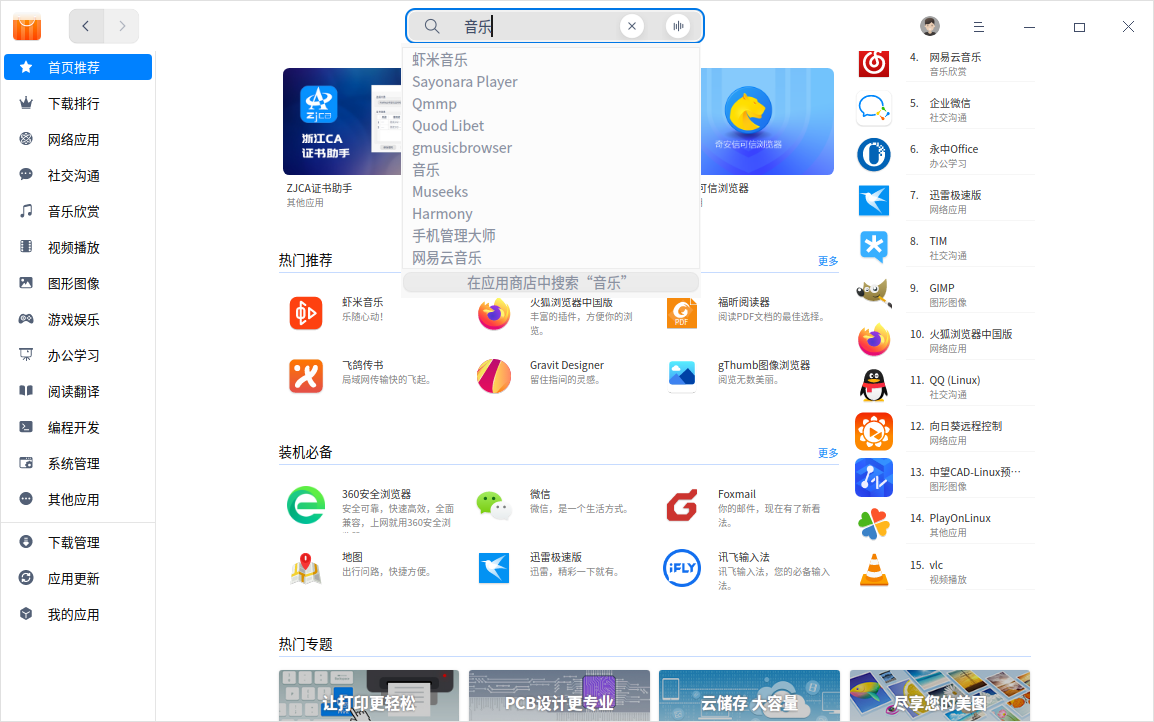 音乐
首页推荐
下载排行
网络应用
社交沟通
音乐欣赏
视频播放
图形图像
游戏娱乐
办公学习
阅读翻译
编程开发
系统管理
其他应用
下载管理
应用更新
我的应用
虾米音乐
Sayonara Player
Qmmp
Quod Libet
gmusicbrowser
音乐
Museeks
Harmony
手机管理大师
网易云音乐
在应用商店中搜索“音乐”
ZJCA
浙江CA
证书助手
ZJCA证书助手
其他应用
奇安信可信浏览器
可信浏览器
热门推荐
更多
虾米音乐
乐随心动!
火狐浏览器中国版
丰富的插件，方便你的浏
览。
福昕阅读器
阅读PDF文档的最佳选择。
PDF
飞鸽传书
局域网传输快的飞起。
Gravit Designer
留住指间的灵感。
gThumb图像浏览器
阅览无数美丽。
装机必备
更多
360安全浏览器
安全可靠，快速高效，全面
兼容，上网就用360安全浏
微信
微信，是一个生活方式。
Foxmail
你的邮件，现在有了新看
法。
地图
出行问路，快捷方便。
迅雷极速版
迅雷，精彩一下就有。
iFLY
讯飞输入法
讯飞输入法，您的必备输入
法。
热门专题
让打印更轻松
PCB设计更专业
云储存 大容量
尽享您的美图
4. 网易云音乐
音乐欣赏
5. 企业微信
社交沟通
6. 永中Office
办公学习
7. 迅雷极速版
网络应用
8. TIM
社交沟通
9. GIMP
图形图像
10. 火狐浏览器中国版
网络应用
11. QQ (Linux)
社交沟通
12. 向日葵远程控制
网络应用
13. 中望CAD-Linux预…
图形图像
14. PlayOnLinux
其他应用
15. vlc
视频播放